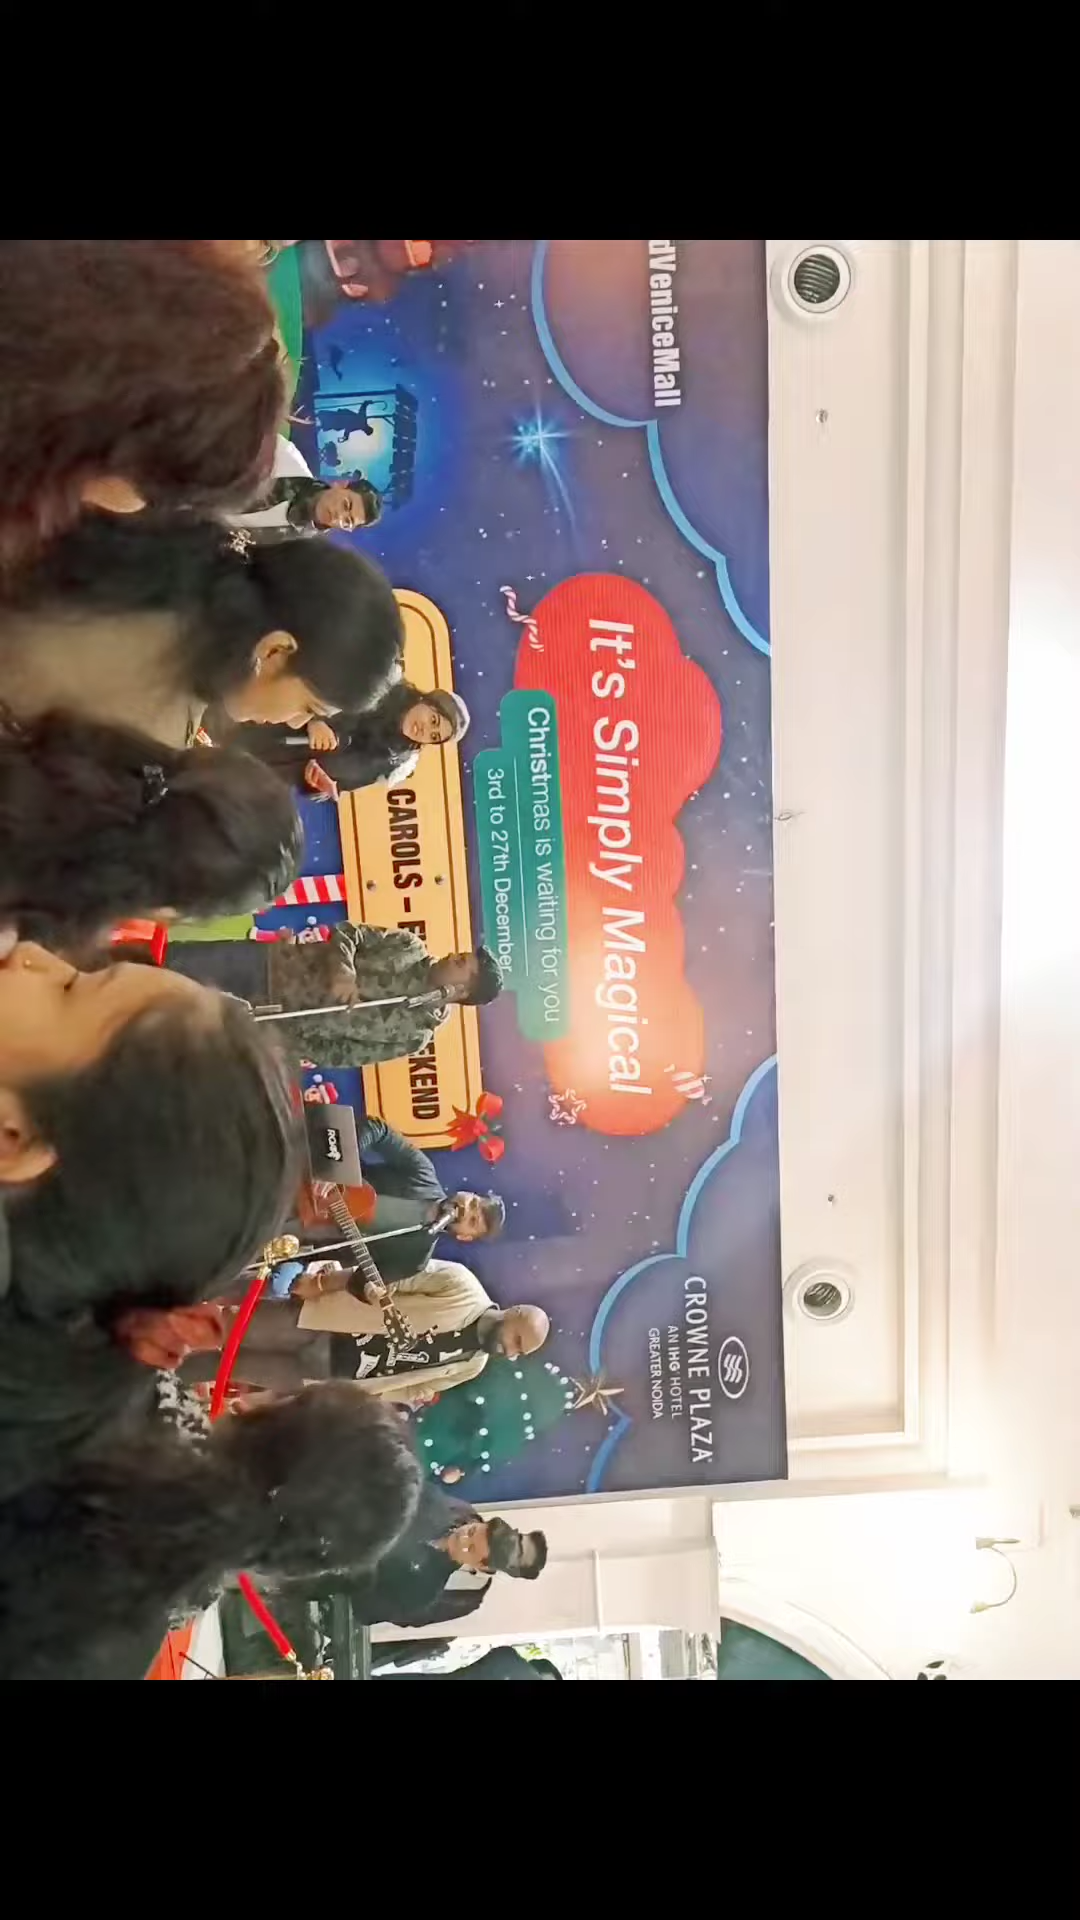 dVeniceMall
It's Simply Magical
Christmas is waiting for you
3rd to 27th December
CAROLS -
EKEND
CROWNE PLAZA
AN IHG HOTEL
GREATER NOIDA